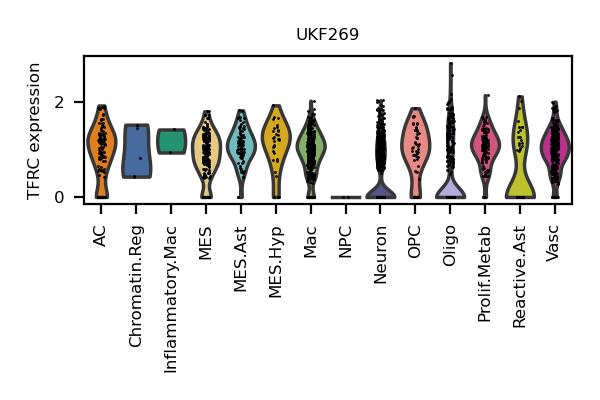 UKF269
TFRC expression
2
0
AC
Chromatin.Reg
Inflammatory.Mac
MES
MES.Ast
MES.Hyp
Mac
NPC
Neuron
OPC
Oligo
Prolif.Metab
Reactive.Ast
Vasc